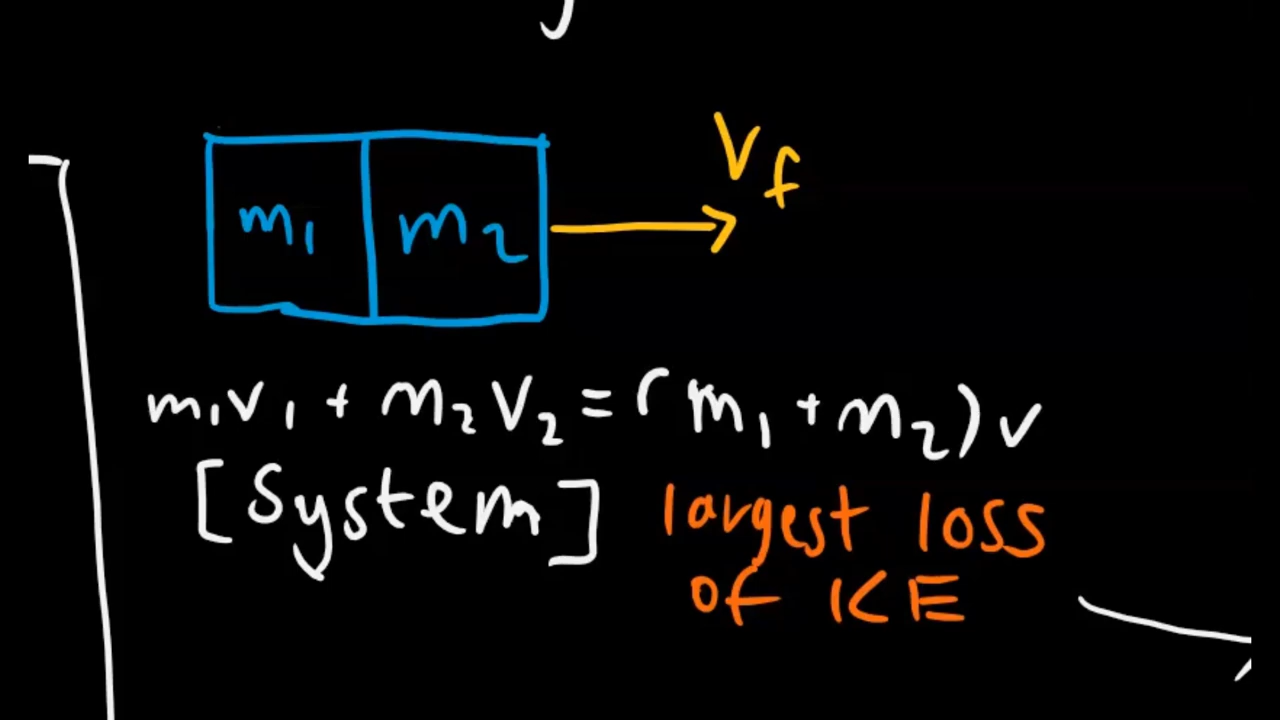 Vf
m1 m2
m1v1 + m2v2 = (m1 + m2)v
[System] largest loss
of KE